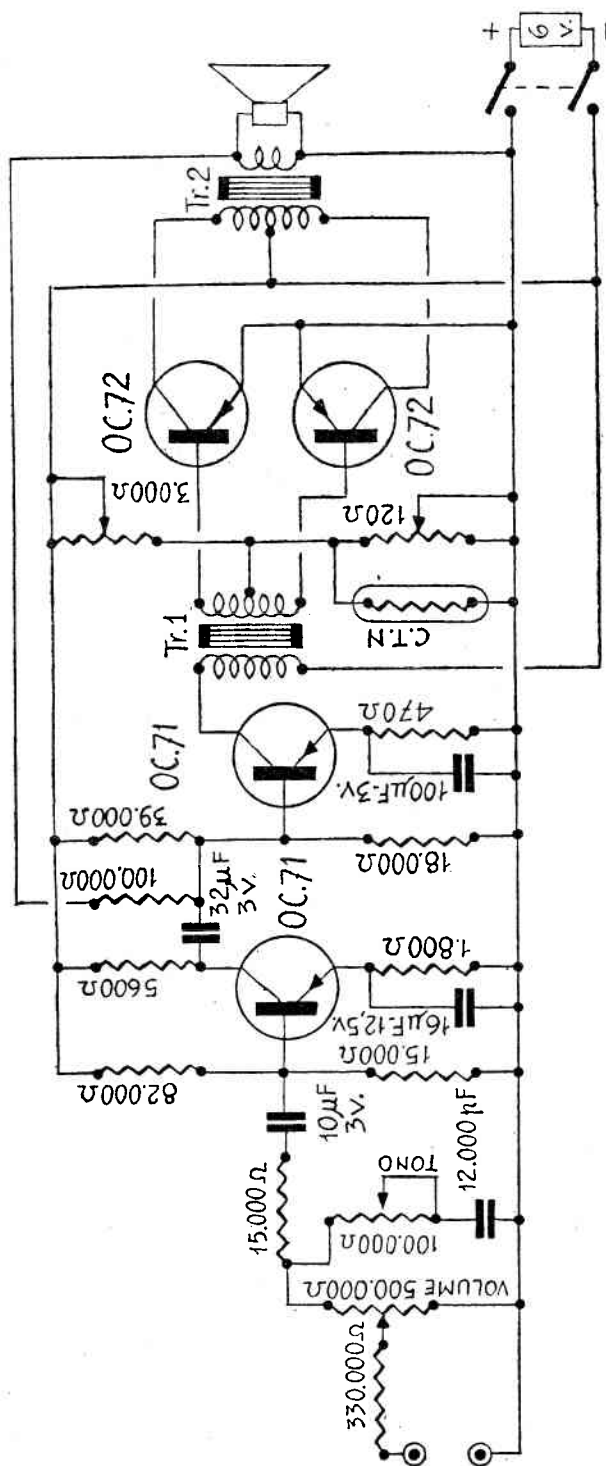 330.000Ω
VOLUME 500.000Ω
100.000Ω
TONO
12.000 pF
15.000Ω
10µF
3v.
82.000Ω
15.000Ω
16µF-12,5v.
1.800Ω
5600Ω
OC.71
32µF
3v.
100.000Ω
39.000Ω
18.000Ω
OC.71
100µF-3v.
470Ω
Tr.1
C.T.N
120Ω
3.000Ω
OC.72
OC.72
Tr.2
+
6
v.
-